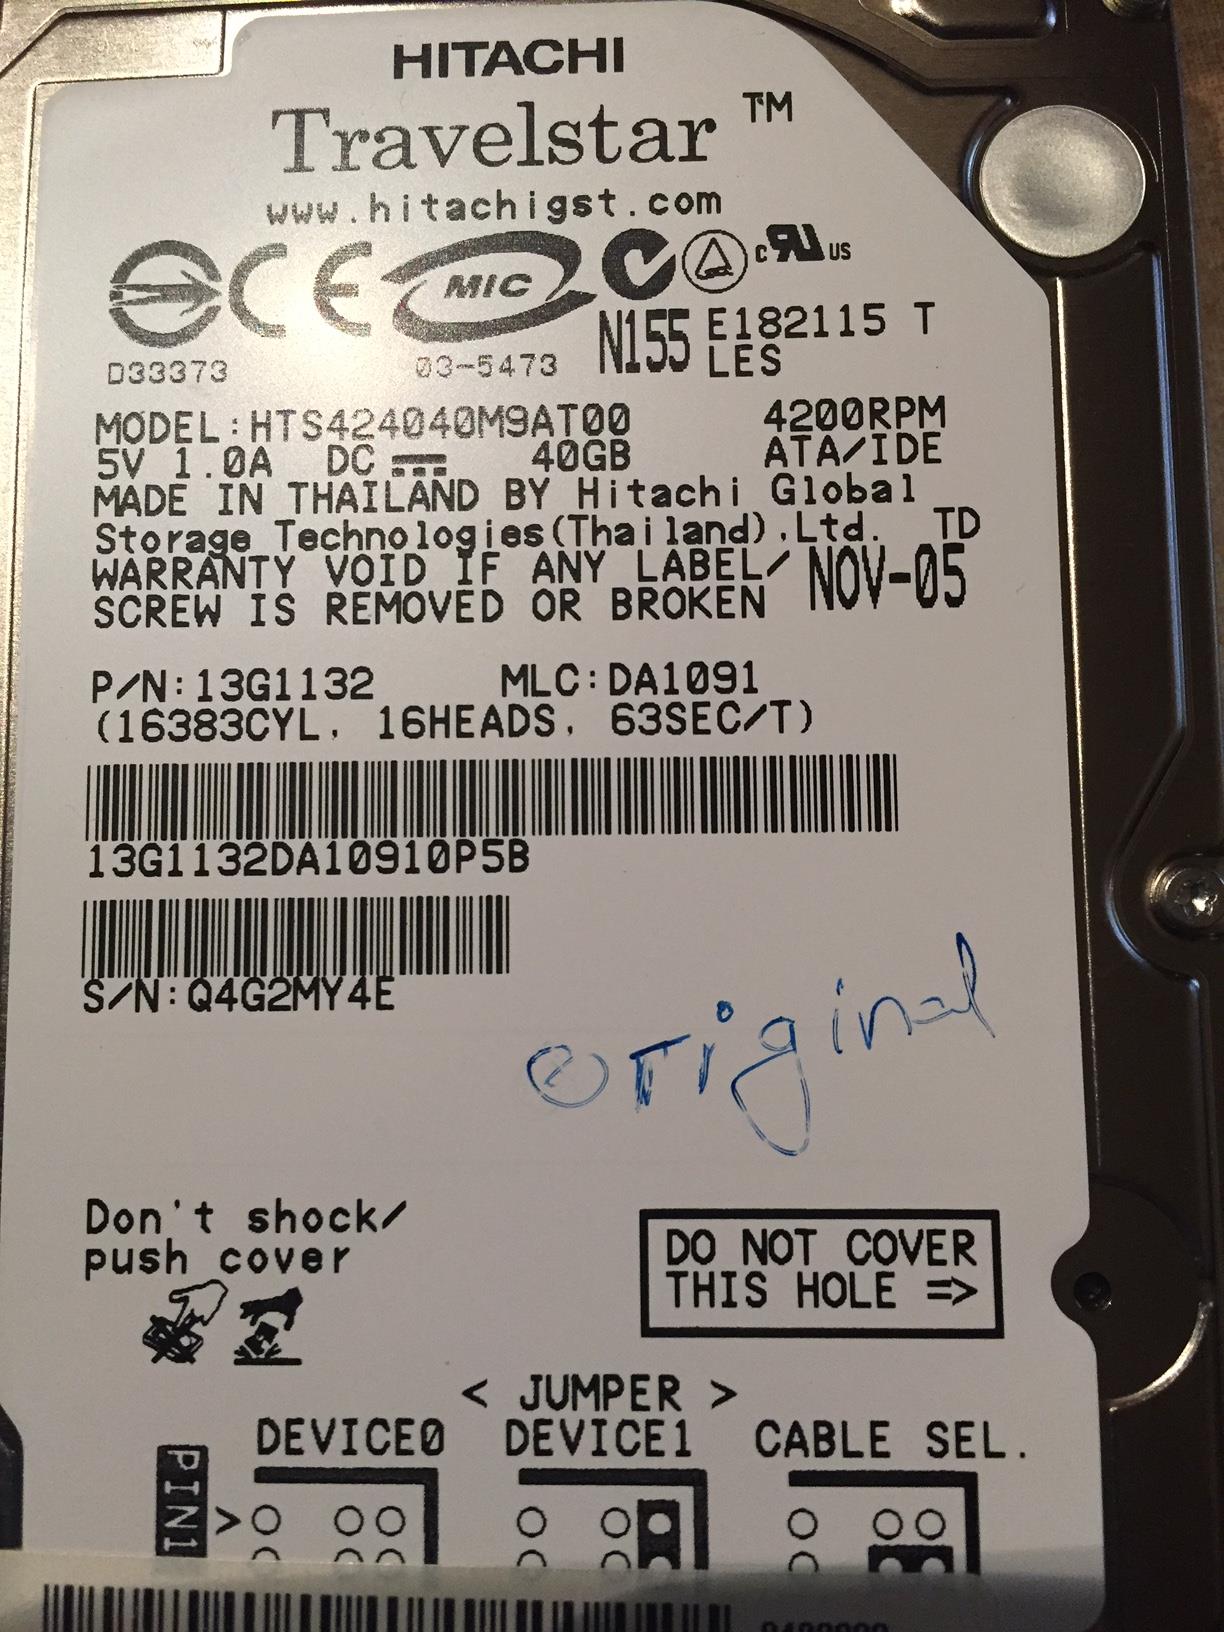 HITACHI
Travelstar ™
www.hitachigst.com
CE MIC c RU US
D33373 03-5473 N155 E182115 T
LES
MODEL:HTS424040M9AT00 4200RPM
5V 1.0A DC 40GB ATA/IDE
MADE IN THAILAND BY Hitachi Global
Storage Technologies(Thailand),Ltd. TD
WARRANTY VOID IF ANY LABEL/ NOV-05
SCREW IS REMOVED OR BROKEN
P/N:13G1132 MLC:DA1091
(16383CYL, 16HEADS, 63SEC/T)
13G1132DA10910P5B
S/N:Q4G2MY4E
original
Don't shock/
push cover
DO NOT COVER
THIS HOLE =>
< JUMPER >
DEVICE0 DEVICE1 CABLE SEL.
PIN1 >